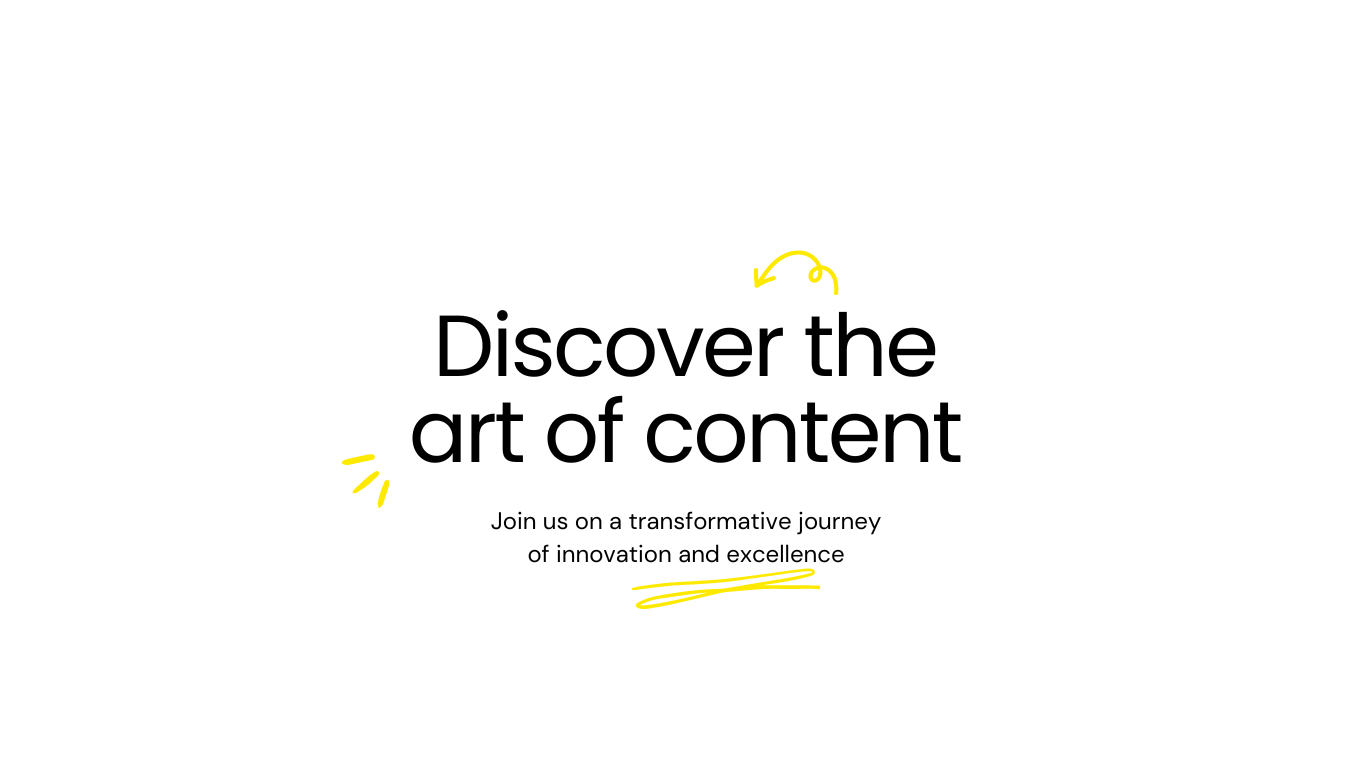 Discover the
art of content
Join us on a transformative journey
of innovation and excellence